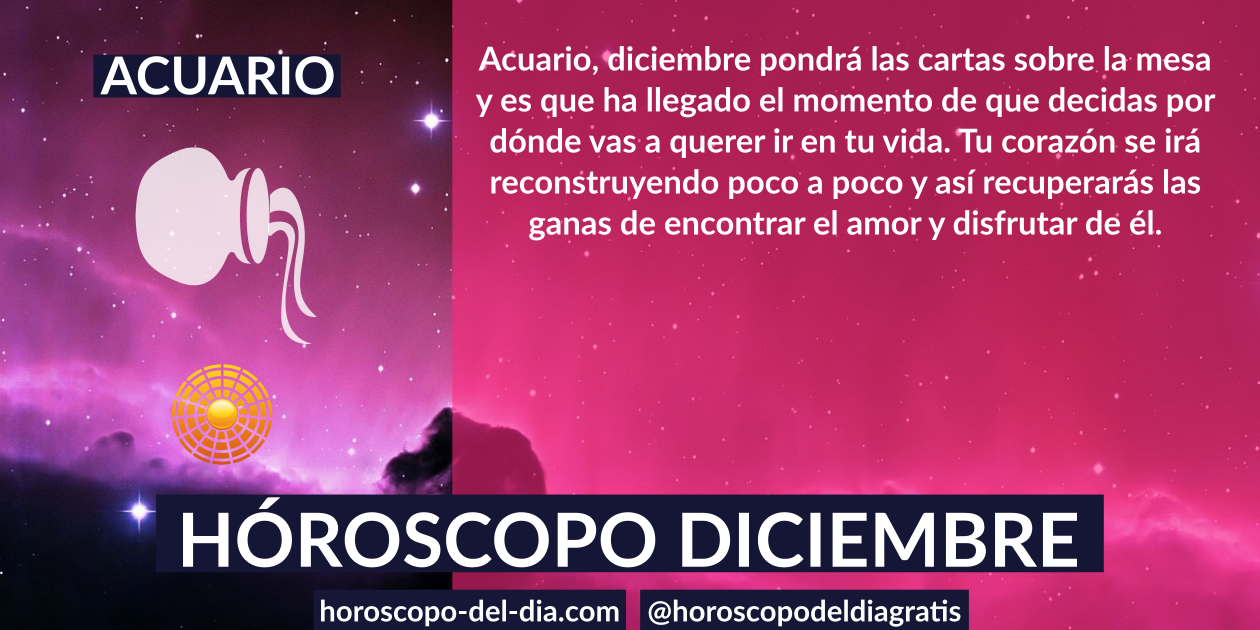 ACUARIO
Acuario, diciembre pondrá las cartas sobre la mesa
y es que ha llegado el momento de que decidas por
dónde vas a querer ir en tu vida. Tu corazón se irá
reconstruyendo poco a poco y así recuperarás las
ganas de encontrar el amor y disfrutar de él.
HÓROSCOPO DICIEMBRE
horoscopo-del-dia.com
@horoscopodeldiagratis